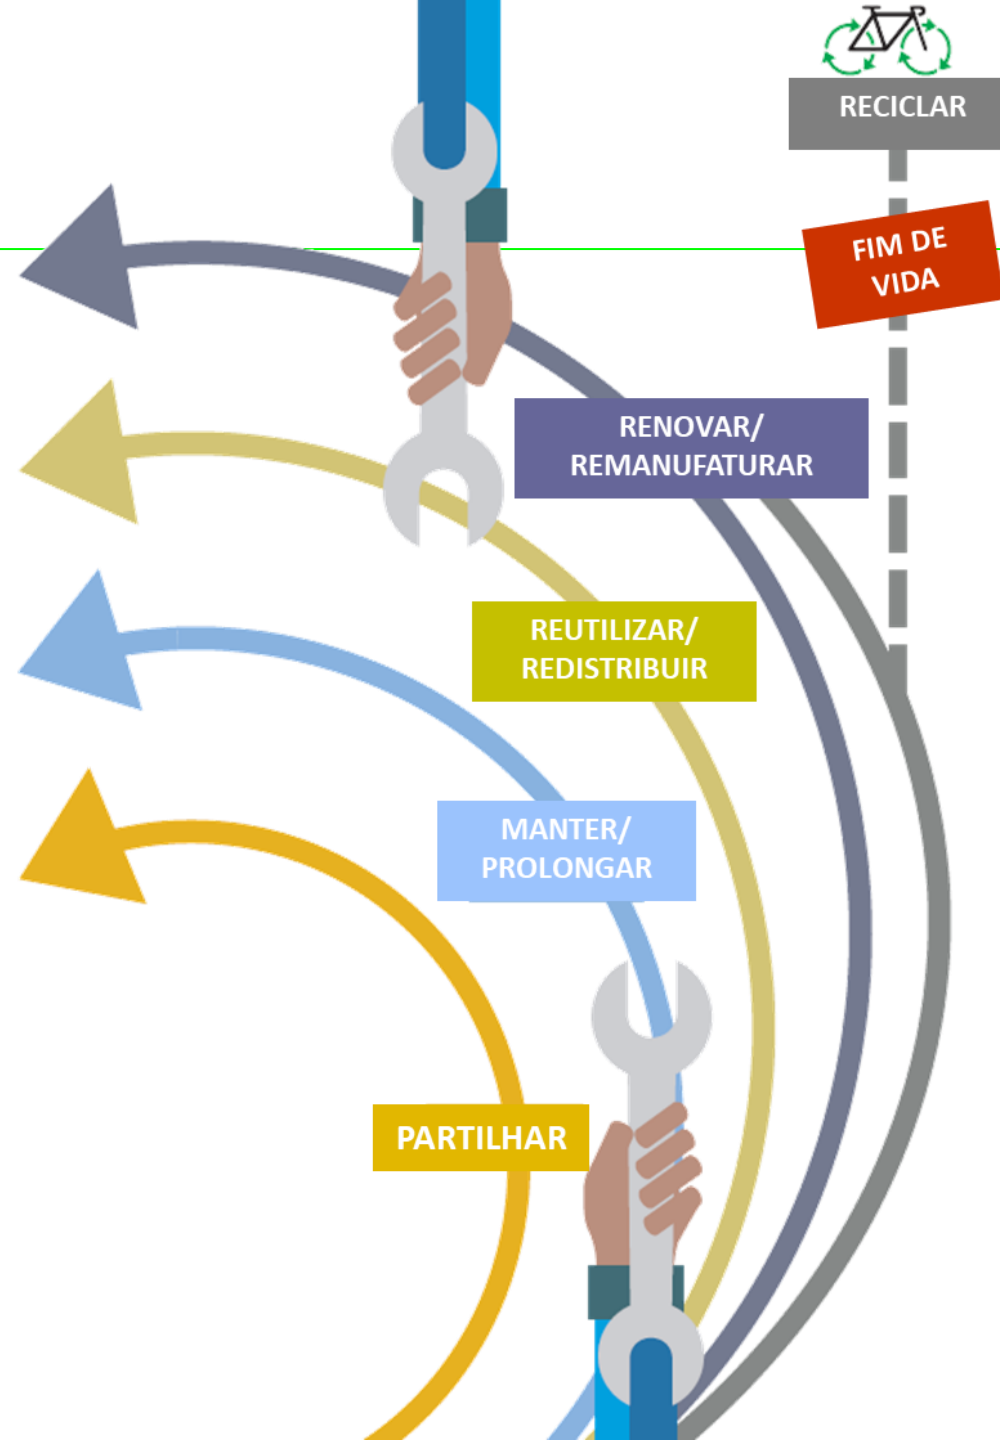 RECICLAR
FIM DE
VIDA
RENOVAR/
REMANUFATURAR
REUTILIZAR/
REDISTRIBUIR
MANTER/
PROLONGAR
PARTILHAR